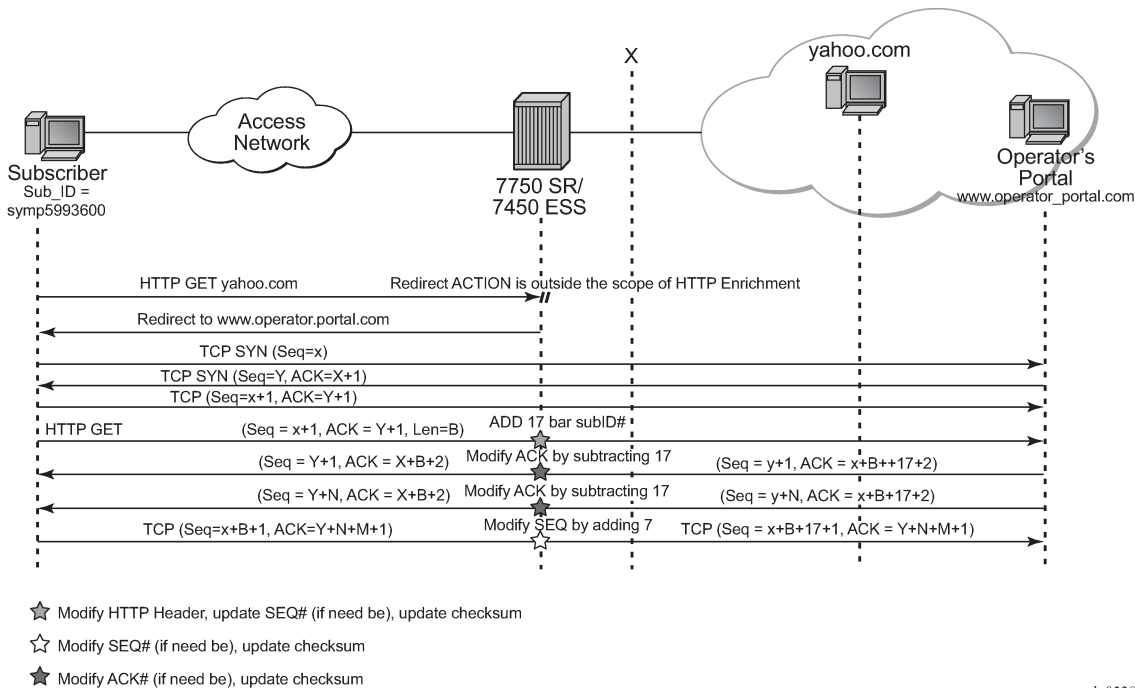 X
yahoo.com
Access
Network
Subscriber
Sub_ID =
symp5993600
7750 SR/
7450 ESS
Operator's
Portal
www.operator_portal.com
HTTP GET yahoo.com
Redirect ACTION is outside the scope of HTTP Enrichment
Redirect to www.operator.portal.com
TCP SYN (Seq=x)
TCP SYN (Seq=Y, ACK=X+1)
TCP (Seq=x+1, ACK=Y+1)
HTTP GET
(Seq = x+1, ACK = Y+1, Len=B)
ADD 17 bar subID#
(Seq = Y+1, ACK = X+B+2)
Modify ACK by subtracting 17
(Seq = y+1, ACK = x+B++17+2)
(Seq = Y+N, ACK = X+B+2)
Modify ACK by subtracting 17
(Seq = y+N, ACK = x+B+17+2)
TCP (Seq=x+B+1, ACK=Y+N+M+1)
Modify SEQ by adding 7
TCP (Seq = x+B+17+1, ACK = Y+N+M+1)
Modify HTTP Header, update SEQ# (if need be), update checksum
Modify SEQ# (if need be), update checksum
Modify ACK# (if need be), update checksum